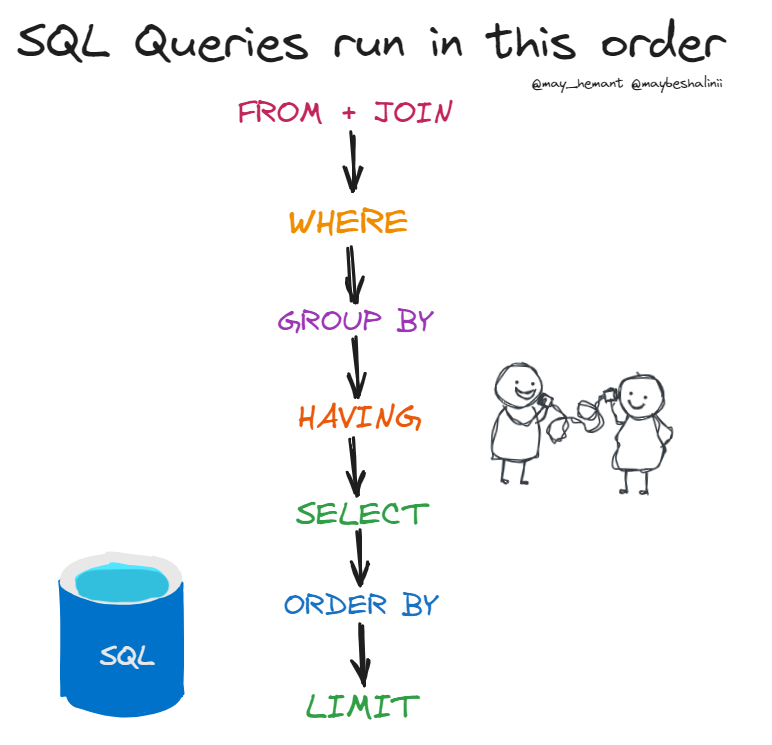 SQL Queries run in this order
@may_hemant @maybeshalinii
FROM + JOIN
WHERE
GROUP BY
HAVING
SELECT
ORDER BY
SQL
LIMIT